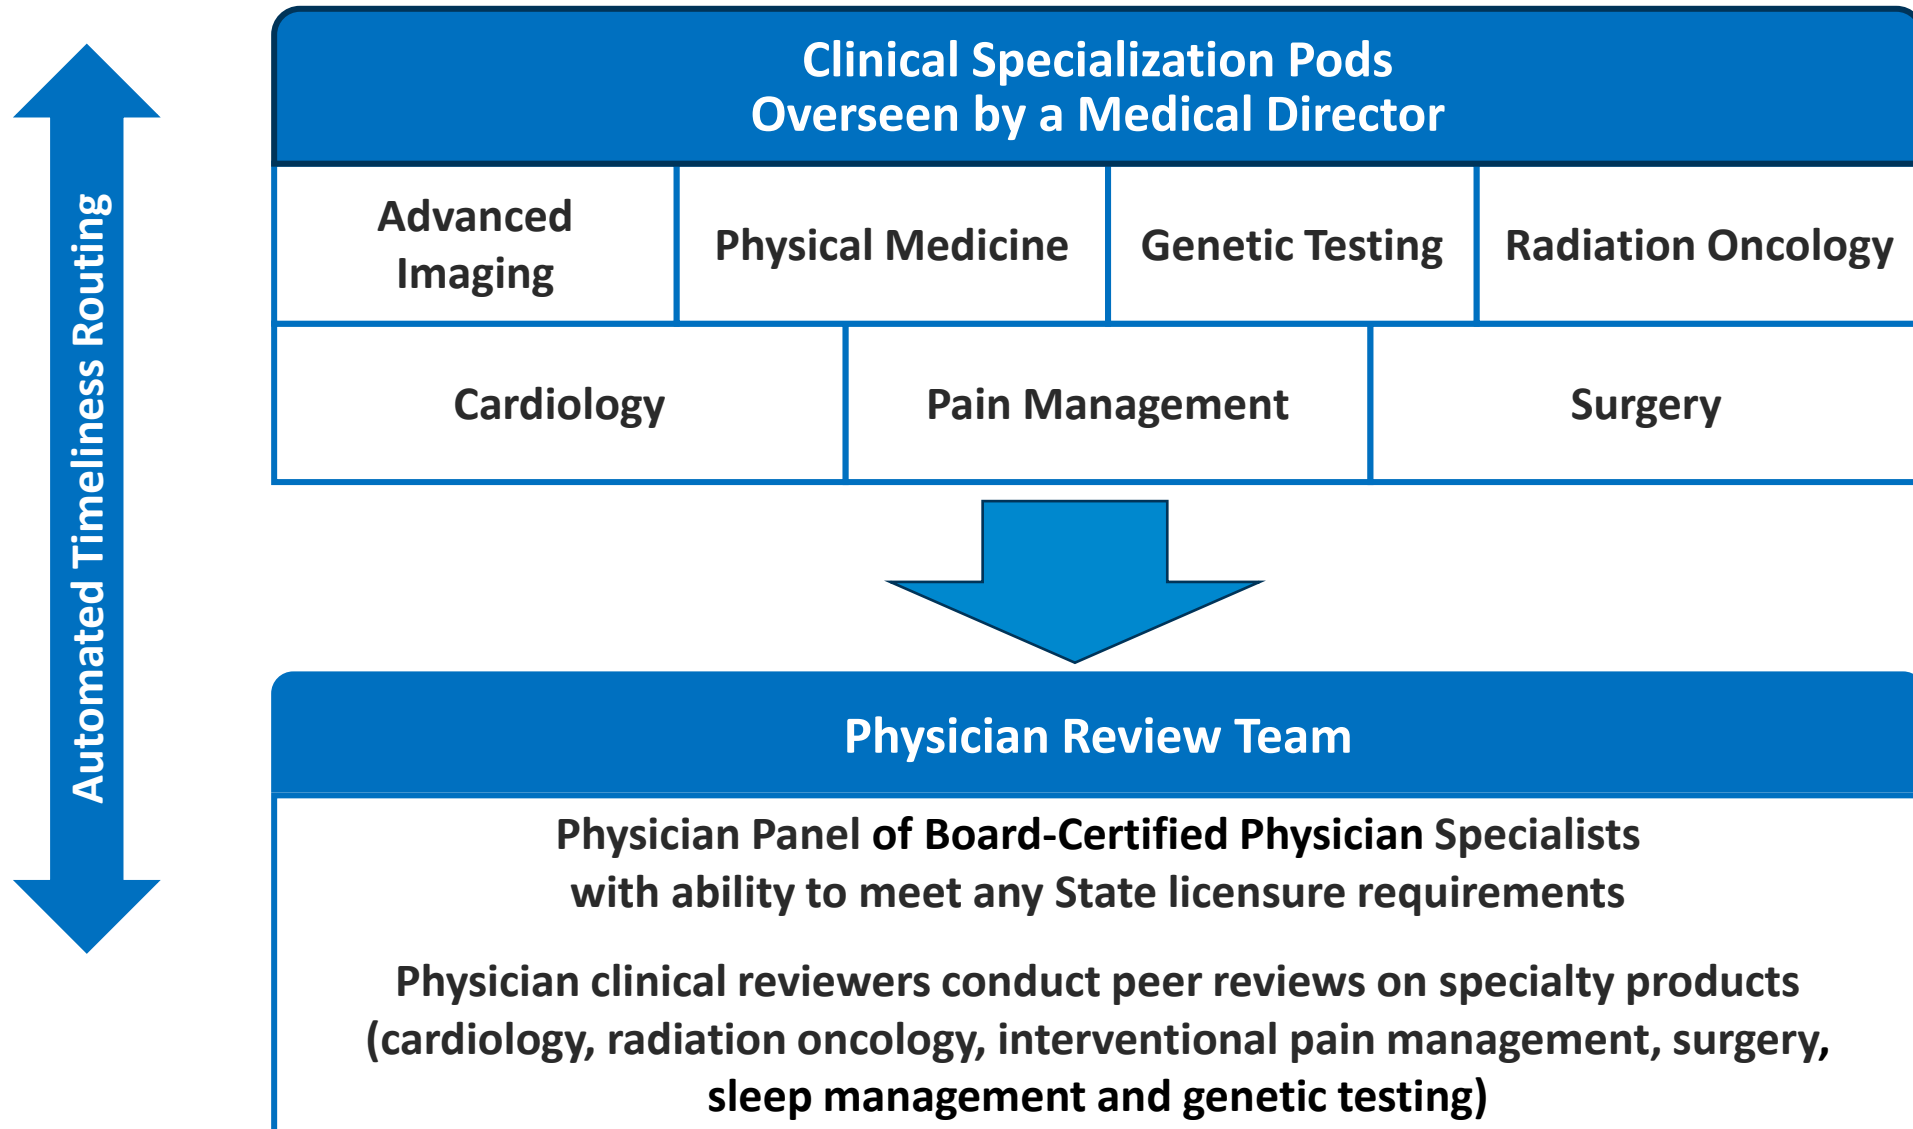 Clinical Specialization Pods
Overseen by a Medical Director
Automated Timeliness Routing
Advanced
Imaging
Physical Medicine
Genetic Testing
Radiation Oncology
Cardiology
Pain Management
Surgery
Physician Review Team
Physician Panel of Board-Certified Physician Specialists
with ability to meet any State licensure requirements
Physician clinical reviewers conduct peer reviews on specialty products
(cardiology, radiation oncology, interventional pain management, surgery,
sleep management and genetic testing)